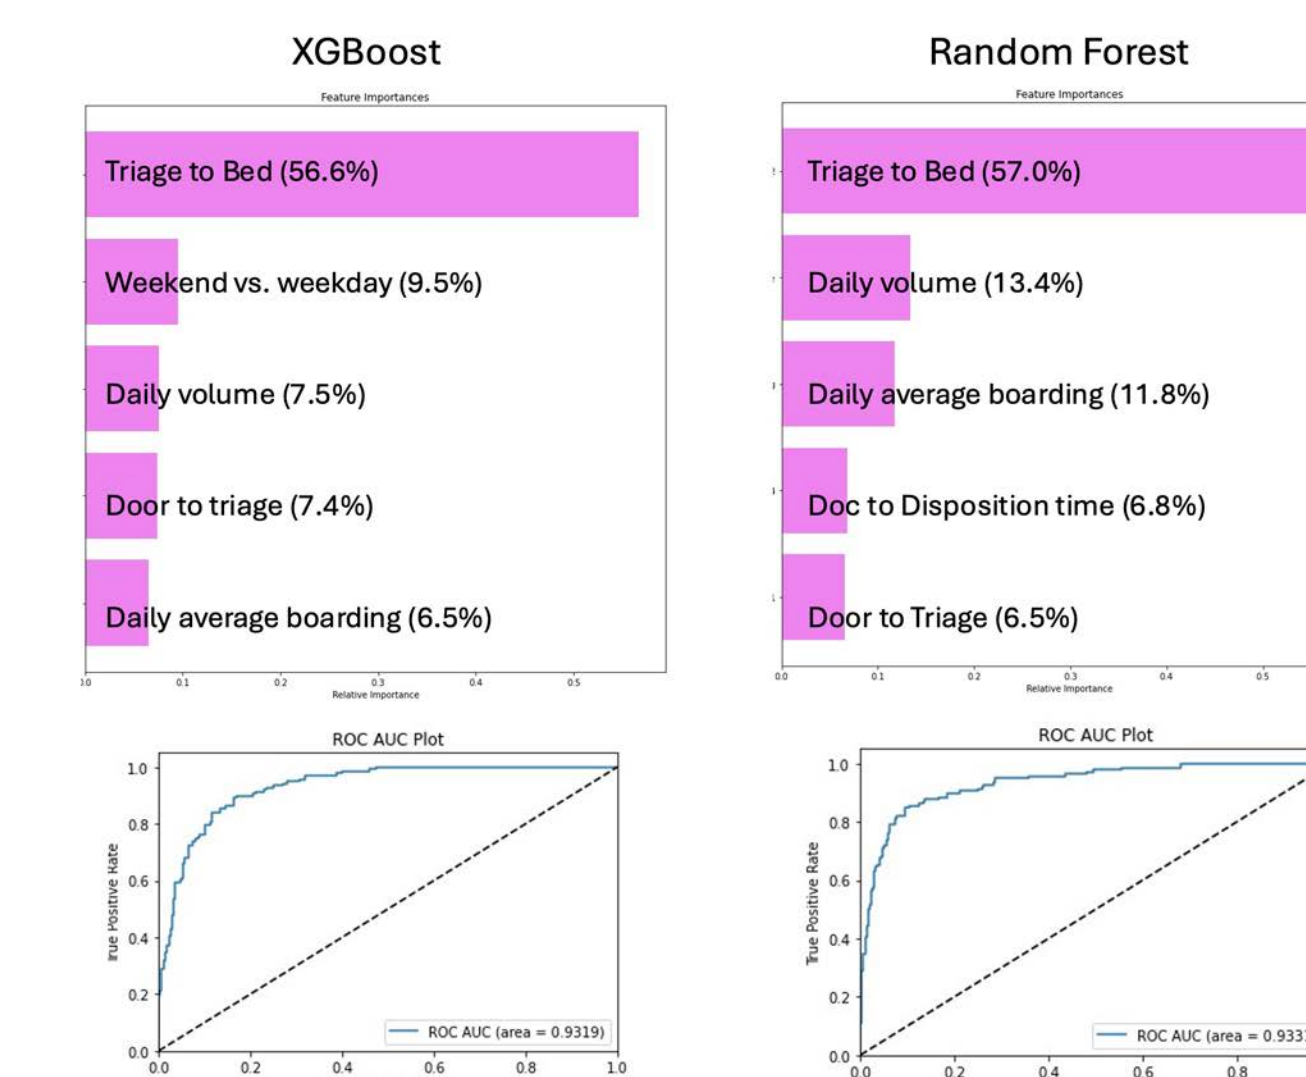 XGBoost
Feature Importances
Triage to Bed (56.6%)
Weekend vs. weekday (9.5%)
Daily volume (7.5%)
Door to triage (7.4%)
Daily average boarding (6.5%)
0.0 0.1 0.2 0.3 0.4 0.5
Relative Importance
ROC AUC Plot
True Positive Rate
1.0
0.8
0.6
0.4
0.2
0.0
ROC AUC (area = 0.9319)
0.0 0.2 0.4 0.6 0.8 1.0
Random Forest
Feature Importances
Triage to Bed (57.0%)
Daily volume (13.4%)
Daily average boarding (11.8%)
Doc to Disposition time (6.8%)
Door to Triage (6.5%)
0.0 0.1 0.2 0.3 0.4 0.5
Relative Importance
ROC AUC Plot
True Positive Rate
1.0
0.8
0.6
0.4
0.2
0.0
ROC AUC (area =
0.0 0.2 0.4 0.6 0.8